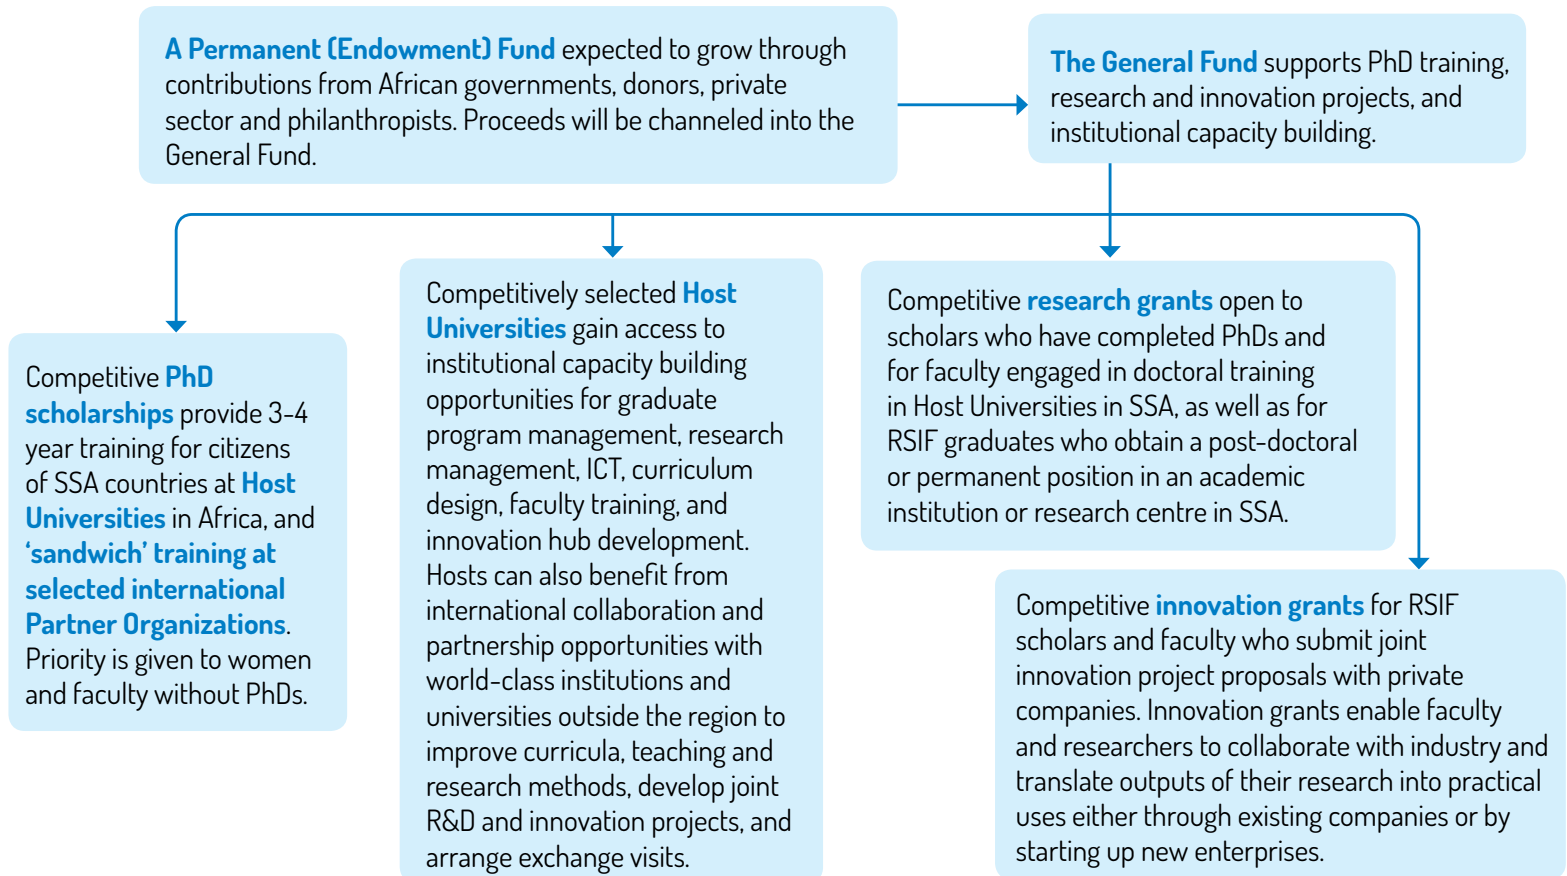 A Permanent (Endowment) Fund expected to grow through
contributions from African governments, donors, private
sector and philanthropists. Proceeds will be channeled into the
General Fund.
The General Fund supports PhD training,
research and innovation projects, and
institutional capacity building.
Competitive PhD
scholarships provide 3-4
year training for citizens
of SSA countries at Host
Universities in Africa, and
‘sandwich’ training at
selected international
Partner Organizations.
Priority is given to women
and faculty without PhDs.
Competitively selected Host
Universities gain access to
institutional capacity building
opportunities for graduate
program management, research
management, ICT, curriculum
design, faculty training, and
innovation hub development.
Hosts can also benefit from
international collaboration and
partnership opportunities with
world-class institutions and
universities outside the region to
improve curricula, teaching and
research methods, develop joint
R&D and innovation projects, and
arrange exchange visits.
Competitive research grants open to
scholars who have completed PhDs and
for faculty engaged in doctoral training
in Host Universities in SSA, as well as for
RSIF graduates who obtain a post-doctoral
or permanent position in an academic
institution or research centre in SSA.
Competitive innovation grants for RSIF
scholars and faculty who submit joint
innovation project proposals with private
companies. Innovation grants enable faculty
and researchers to collaborate with industry and
translate outputs of their research into practical
uses either through existing companies or by
starting up new enterprises.